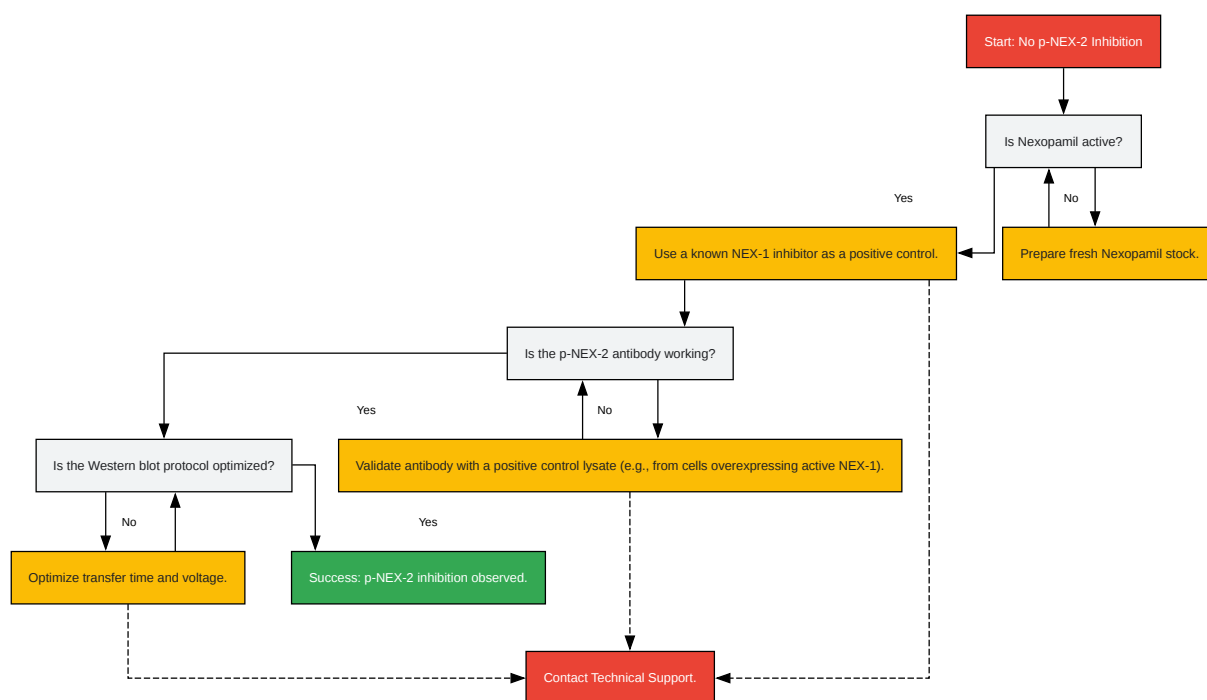 Start: No p-NEX-2 Inhibition
Is Nexopamil active?
Yes
No
Use a known NEX-1 inhibitor as a positive control.
Prepare fresh Nexopamil stock.
Is the p-NEX-2 antibody working?
Yes
No
Is the Western blot protocol optimized?
Validate antibody with a positive control lysate (e.g., from cells overexpressing active NEX-1).
No
Yes
Optimize transfer time and voltage.
Success: p-NEX-2 inhibition observed.
Contact Technical Support.